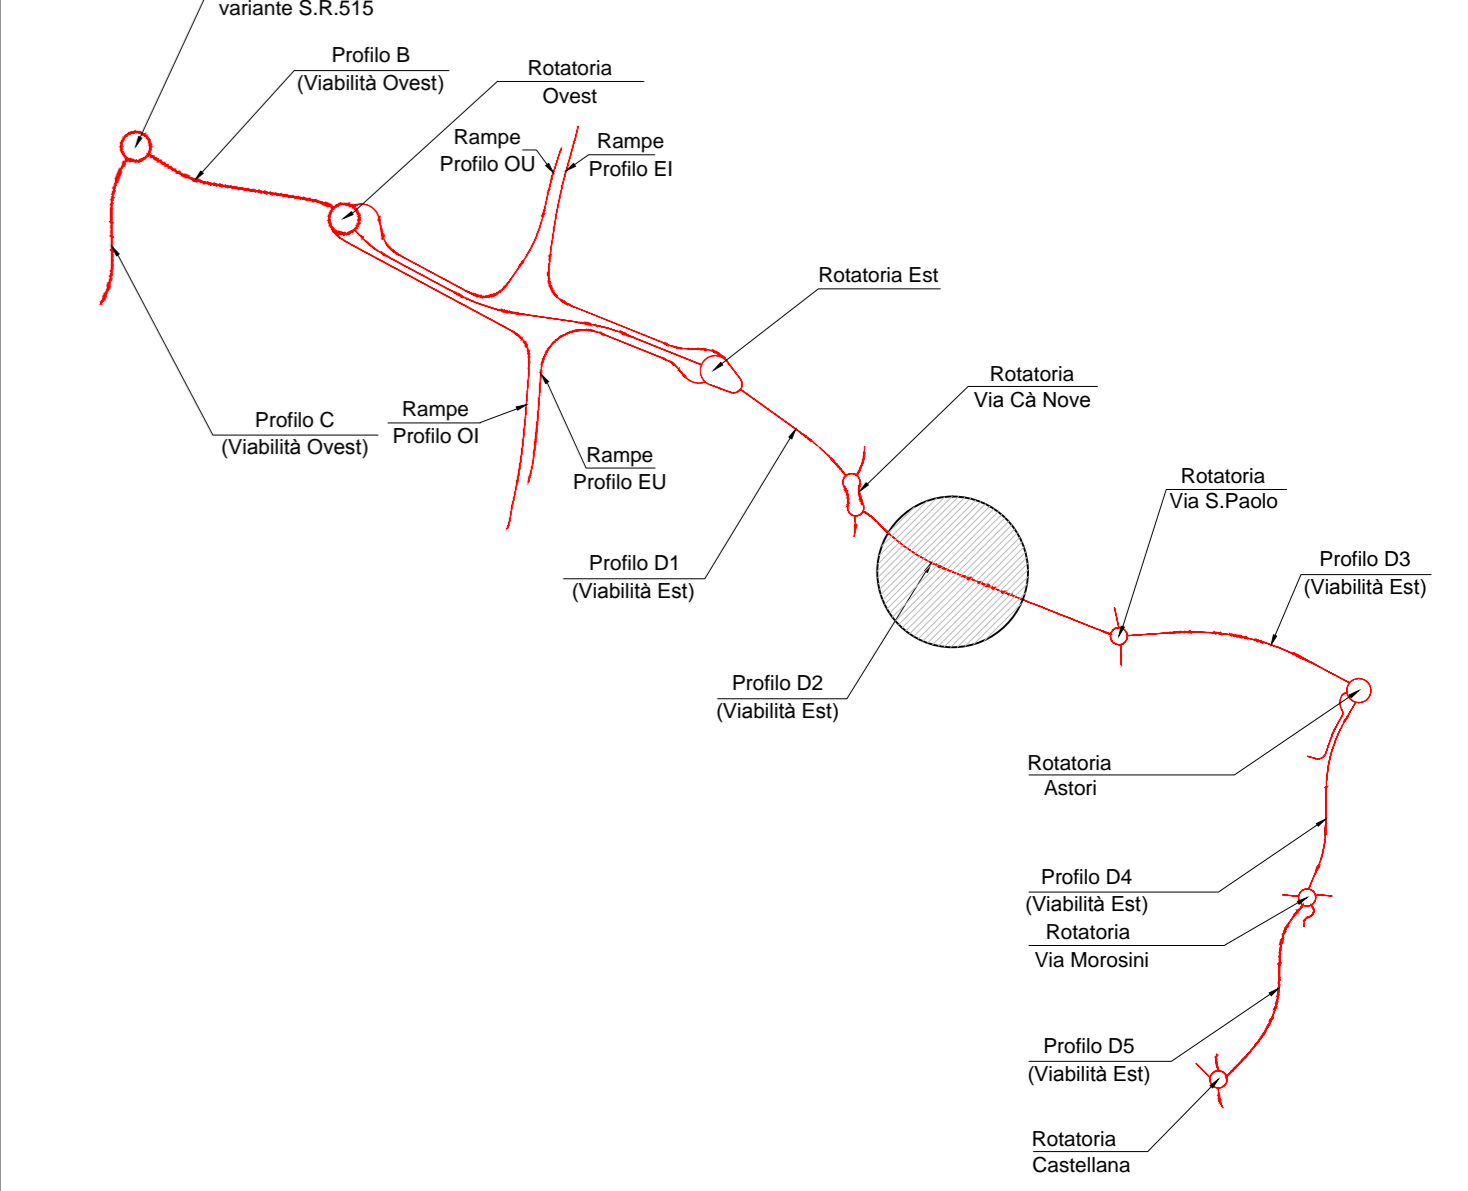 variante S.R.515
Profilo B
(Viabilità Ovest)
Rotatoria
Ovest
Rampe
Profilo OU
Rampe
Profilo EI
Rotatoria Est
Rotatoria
Via Cà Nove
Profilo C
(Viabilità Ovest)
Rampe
Profilo OI
Rampe
Profilo EU
Rotatoria
Via S.Paolo
Profilo D1
(Viabilità Est)
Profilo D3
(Viabilità Est)
Profilo D2
(Viabilità Est)
Rotatoria
Astori
Profilo D4
(Viabilità Est)
Rotatoria
Via Morosini
Profilo D5
(Viabilità Est)
Rotatoria
Castellana